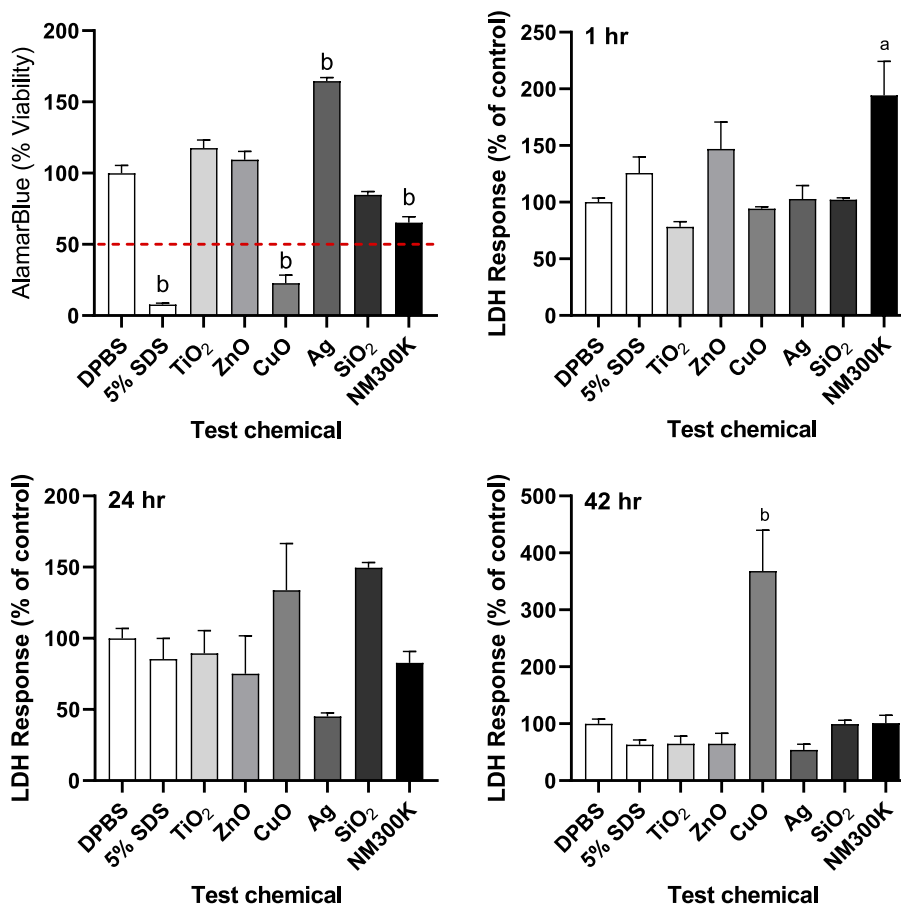 AlamarBlue (% Viability)
200
150
100
50
0
b
b
b
b
DPBS
5% SDS
TiO₂
ZnO
CuO
Ag
SiO₂
NM300K
Test chemical
1 hr
LDH Response (% of control)
250
200
150
100
50
0
a
DPBS
5% SDS
TiO₂
ZnO
CuO
Ag
SiO₂
NM300K
Test chemical
24 hr
LDH Response (% of control)
200
150
100
50
0
DPBS
5% SDS
TiO₂
ZnO
CuO
Ag
SiO₂
NM300K
Test chemical
42 hr
LDH Response (% of control)
500
400
300
200
100
0
b
DPBS
5% SDS
TiO₂
ZnO
CuO
Ag
SiO₂
NM300K
Test chemical